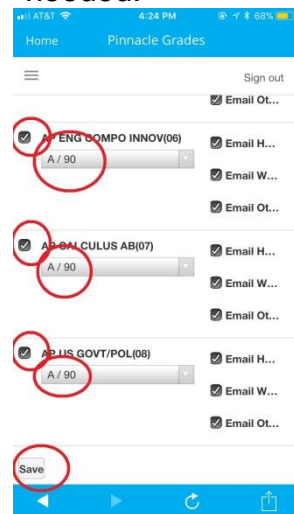 needed.
AT&T 4:24 PM 68%
Home Pinnacle Grades
Sign out
Email Ot...
AP ENG COMPO INNOV(06)
A / 90
Email H...
Email W...
Email Ot...
AP CALCULUS AB(07)
A / 90
Email H...
Email W...
Email Ot...
AP US GOVT/POL(08)
A / 90
Email H...
Email W...
Email Ot...
Save